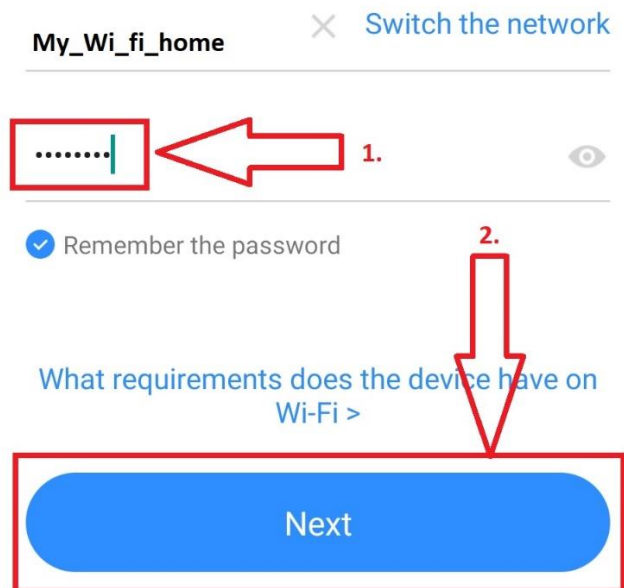 My_Wi_fi_home
Switch the network
••••••••
1.
Remember the password
2.
What requirements does the device have on
Wi-Fi >
Next